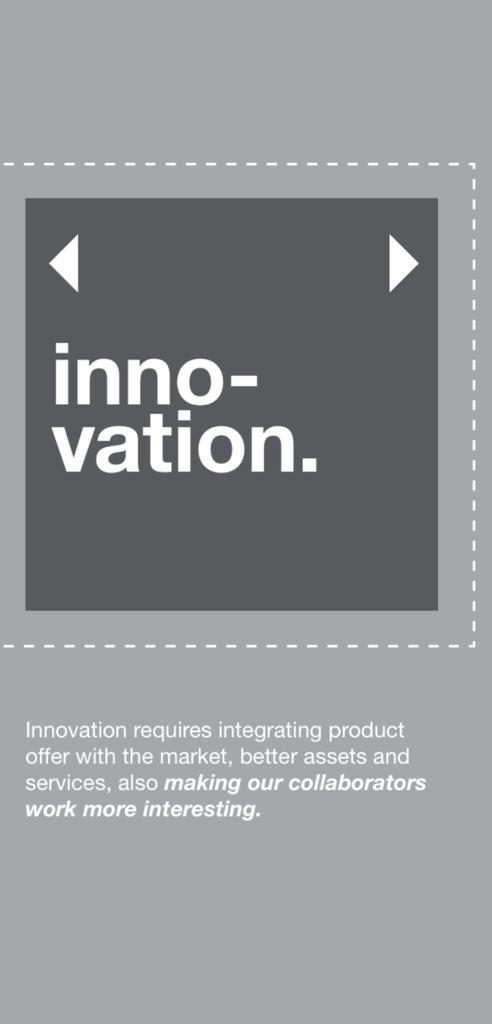 inno-
vation.
Innovation requires integrating product
offer with the market, better assets and
services, also making our collaborators
work more interesting.